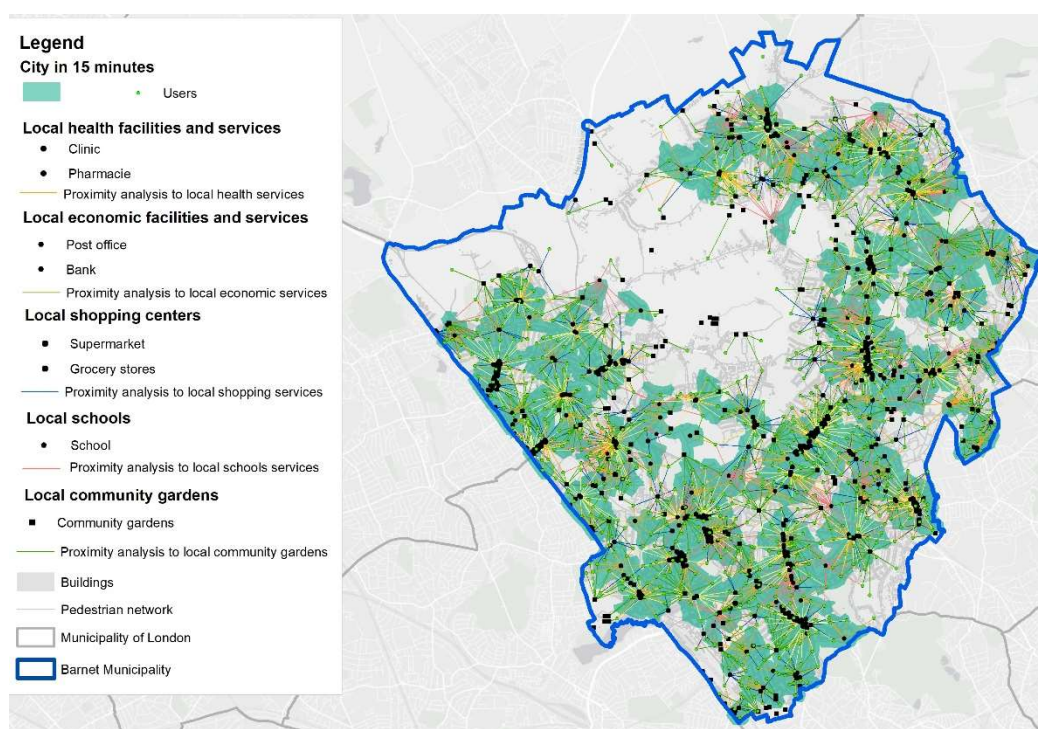 Legend
City in 15 minutes
Users
Local health facilities and services
Clinic
Pharmacie
Proximity analysis to local health services
Local economic facilities and services
Post office
Bank
Proximity analysis to local economic services
Local shopping centers
Supermarket
Grocery stores
Proximity analysis to local shopping services
Local schools
School
Proximity analysis to local schools services
Local community gardens
Community gardens
Proximity analysis to local community gardens
Buildings
Pedestrian network
Municipality of London
Barnet Municipality